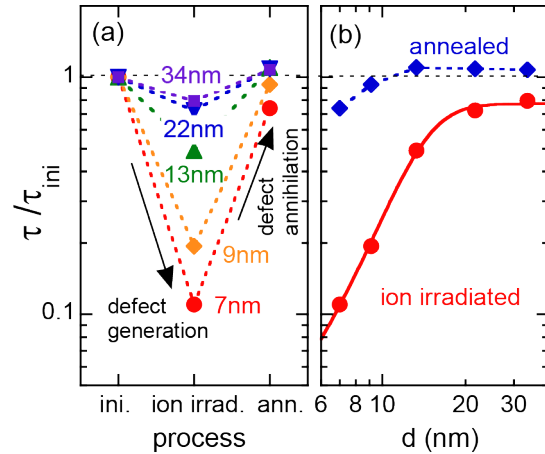 (a)
34nm
22nm
13nm
9nm
7nm
defect
generation
defect
annihilation
τ/τini
1
0.1
ini.
ion irrad.
ann.
process
(b)
annealed
ion irradiated
6
8
10
20
30
d (nm)